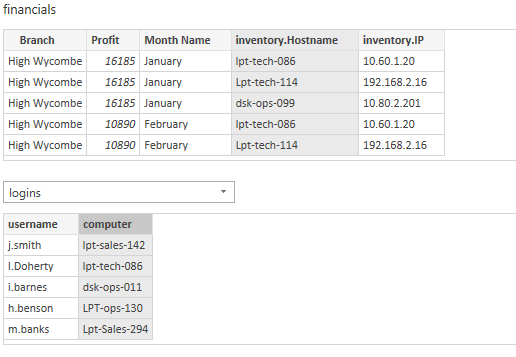 financials
Branch Profit Month Name inventory.Hostname inventory.IP
High Wycombe 16185 January lpt-tech-086 10.60.1.20
High Wycombe 16185 January Lpt-tech-114 192.168.2.16
High Wycombe 16185 January dsk-ops-099 10.80.2.201
High Wycombe 10890 February lpt-tech-086 10.60.1.20
High Wycombe 10890 February Lpt-tech-114 192.168.2.16
logins
username computer
j.smith lpt-sales-142
l.Doherty lpt-tech-086
i.barnes dsk-ops-011
h.benson LPT-ops-130
m.banks Lpt-Sales-294